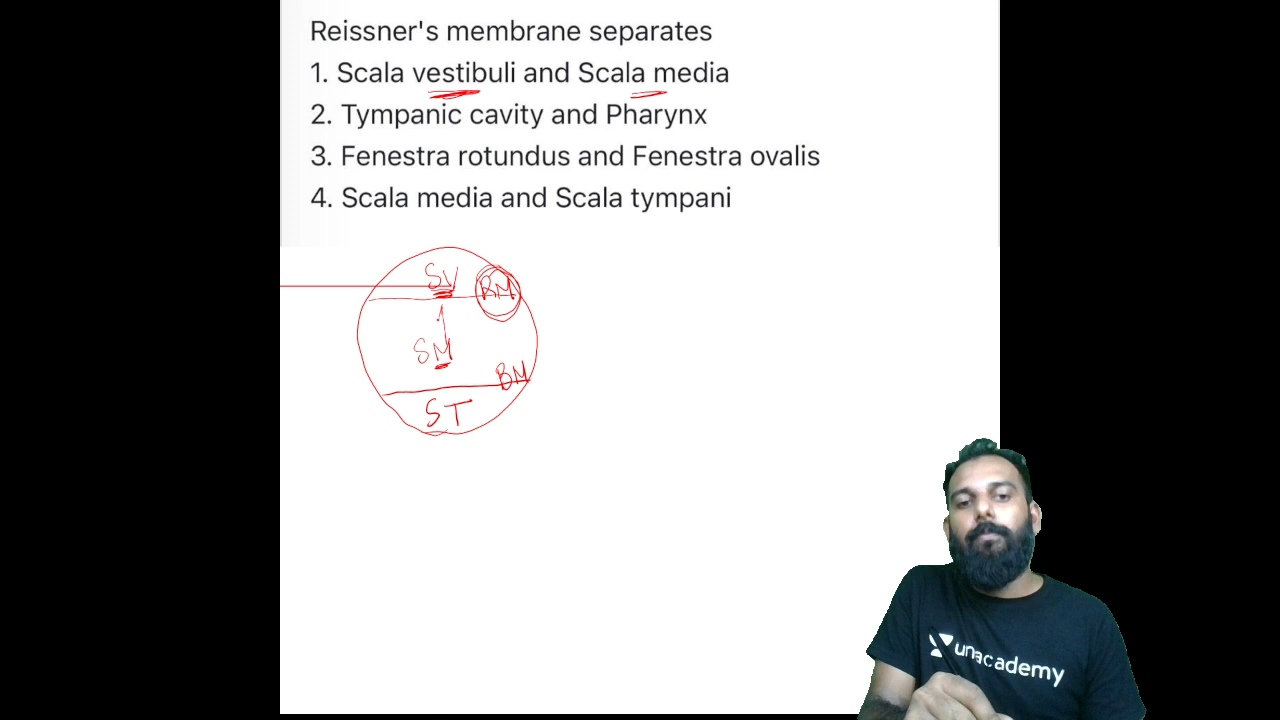 Reissner's membrane separates
1. Scala vestibuli and Scala media
2. Tympanic cavity and Pharynx
3. Fenestra rotundus and Fenestra ovalis
4. Scala media and Scala tympani
SV
RM
SM
BM
ST
unacademy